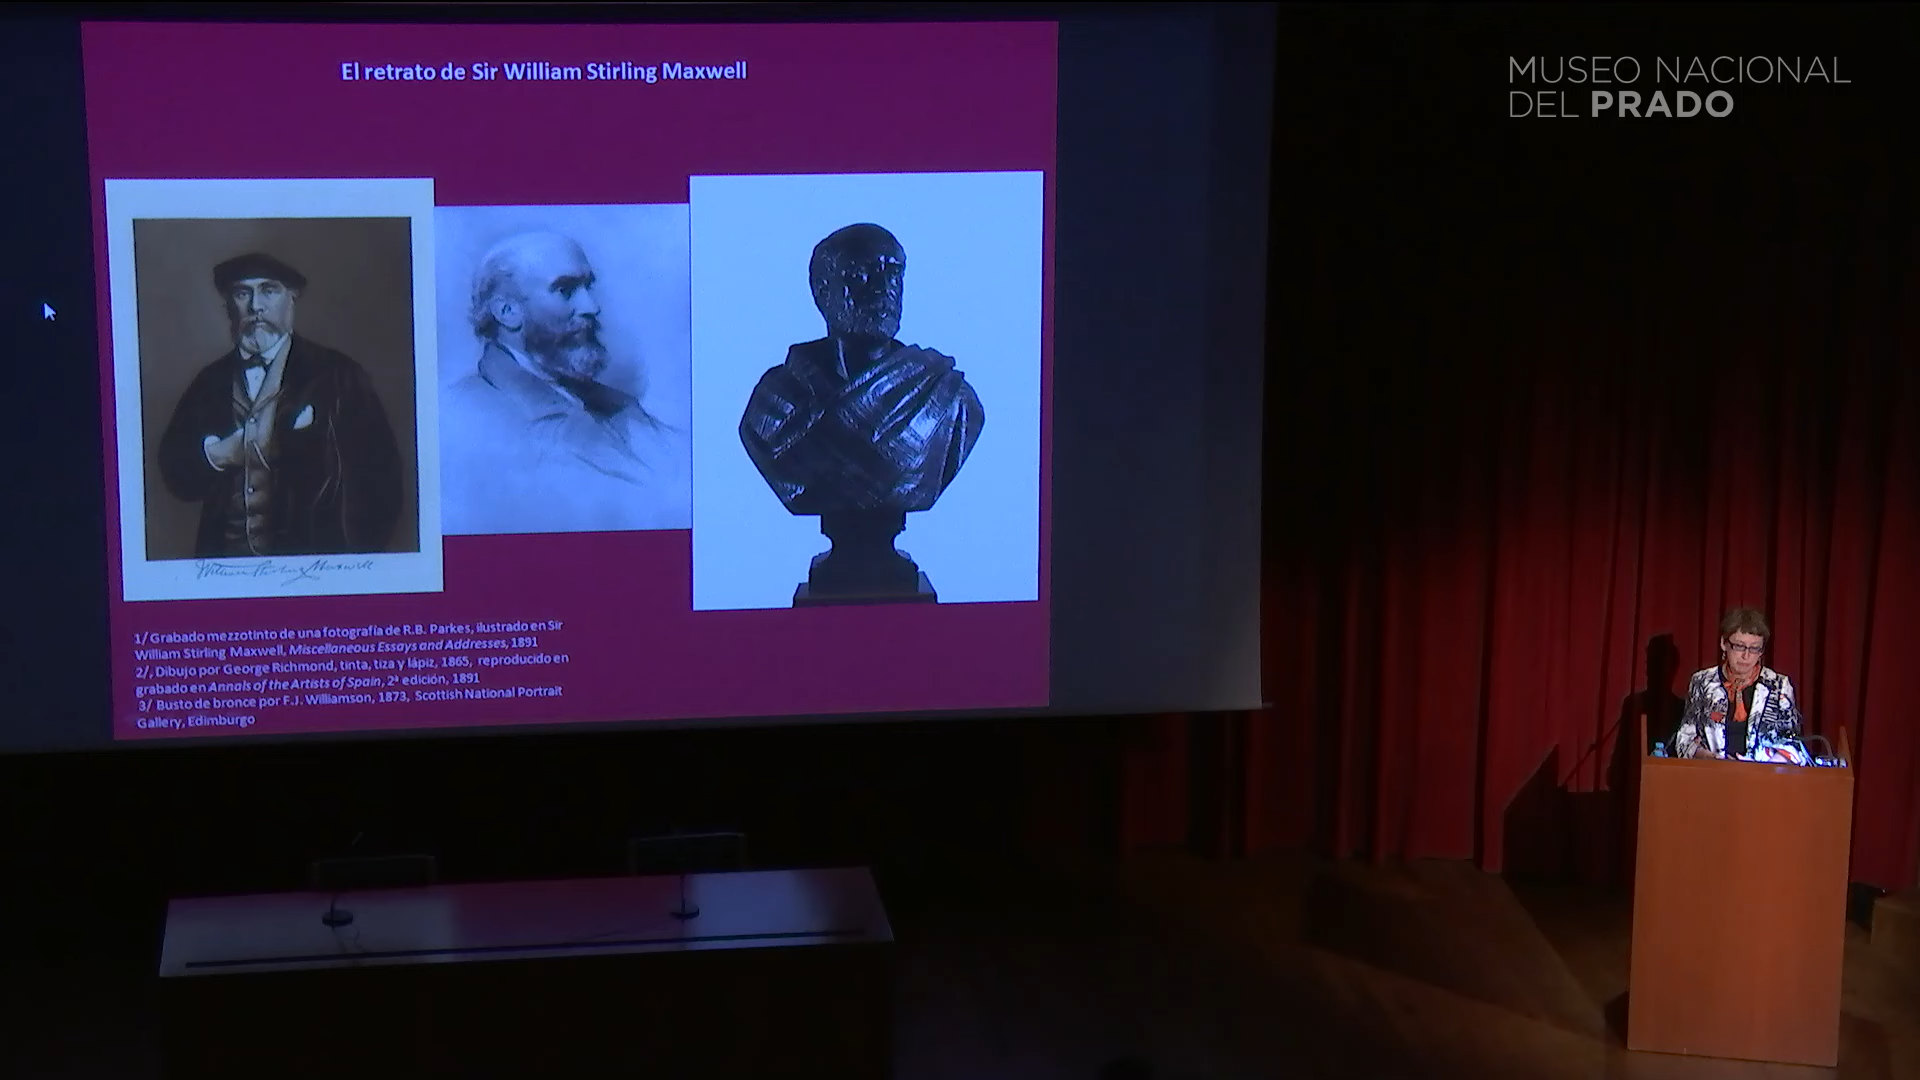 El retrato de Sir William Stirling Maxwell
MUSEO NACIONAL
DEL PRADO
William Stirling Maxwell
1/ Grabado mezzotinto de una fotografía de R.B. Parkes, ilustrado en Sir
William Stirling Maxwell, Miscellaneous Essays and Addresses, 1891
2/, Dibujo por George Richmond, tinta, tiza y lápiz, 1865, reproducido en
grabado en Annals of the Artists of Spain, 2ª edición, 1891
3/ Busto de bronce por F.J. Williamson, 1873, Scottish National Portrait
Gallery, Edimburgo